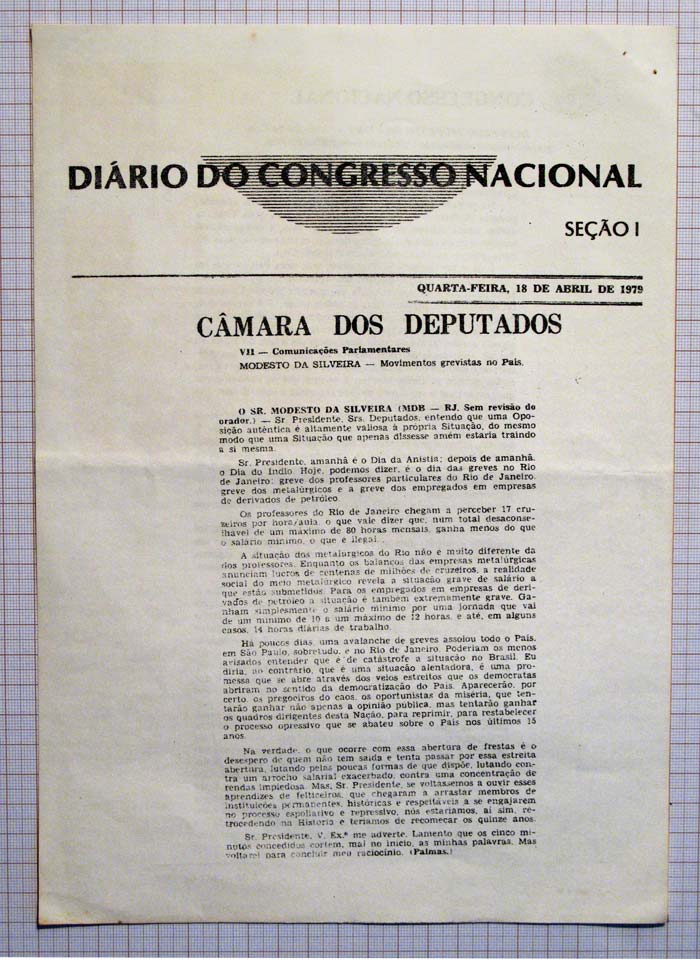 DIÁRIO DO CONGRESSO NACIONAL
SEÇÃO I
QUARTA-FEIRA, 18 DE ABRIL DE 1979
CÂMARA DOS DEPUTADOS
VII — Comunicações Parlamentares
MODESTO DA SILVEIRA — Movimentos grevistas no País.
O SR. MODESTO DA SILVEIRA (MDB — RJ. Sem revisão do
orador.) — Sr. Presidente, Srs. Deputados, entendo que uma Opo-
sição autêntica é altamente valiosa à própria Situação, do mesmo
modo que uma Situação que apenas dissesse amém estaria traindo
a si mesma.
Sr. Presidente, amanhã é o Dia da Anistia; depois de amanhã,
o Dia do Índio Hoje, podemos dizer, é o dia das greves no Rio
de Janeiro: greve dos professores particulares do Rio de Janeiro,
greve dos metalúrgicos e a greve dos empregados em empresas
de derivados de petróleo.
Os professores do Rio de Janeiro chegam a perceber 17 cru-
zeiros por hora/aula, o que vale dizer que, num total desaconse-
lhável de um máximo de 80 horas mensais, ganha menos do que
o salário mínimo, o que é ilegal.
A situação dos metalúrgicos do Rio não é muito diferente da
dos professores. Enquanto os balanços das empresas metalúrgicas
anunciam lucros de centenas de milhões de cruzeiros, a realidade
social do meio metalúrgico revela a situação grave de salário a
que estão submetidos. Para os empregados em empresas de deri-
vados de petróleo a situação é também extremamente grave. Ga-
nham simplesmente o salário mínimo por uma jornada que vai
de um mínimo de 10 a um máximo de 12 horas, e até, em alguns
casos, 14 horas diárias de trabalho.
Há poucos dias, uma avalanche de greves assolou todo o País,
em São Paulo, sobretudo, e no Rio de Janeiro. Poderiam os menos
avisados entender que é de catástrofe a situação no Brasil. Eu
diria, ao contrário, que é uma situação alentadora, é uma pro-
messa que se abre através dos veios estreitos que os democratas
abriram no sentido da democratização do País. Aparecerão, por
certo, os pregoeiros do caos, os oportunistas da miséria, que ten-
tarão ganhar não apenas a opinião pública, mas tentarão ganhar
os quadros dirigentes desta Nação, para reprimir, para restabelecer
o processo opressivo que se abateu sobre o País nos últimos 15
anos.
Na verdade, o que ocorre com essa abertura de frestas é o
desespero de quem não tem saída e tenta passar por essa estreita
abertura, lutando pelas poucas formas de que dispõe, lutando con-
tra um arrocho salarial exacerbado, contra uma concentração de
rendas impiedosa. Mas, Sr. Presidente, se voltássemos a ouvir esses
aprendizes de feiticeiros, que chegaram a arrastar membros de
instituições permanentes, históricas e respeitáveis a se engajarem
no processo espoliativo e repressivo, nós estaríamos, aí sim, re-
trocedendo na História e teríamos de recomeçar os quinze anos.
Sr. Presidente, V. Ex.ª me adverte. Lamento que os cinco mi-
nutos concedidos cortem, mal no início, as minhas palavras. Mas
voltarei para concluir meu raciocínio. (Palmas.)